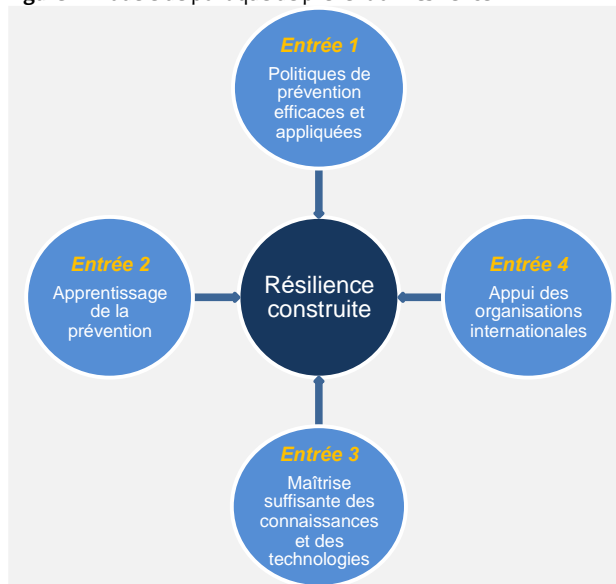 Entrée 1
Politiques de
prévention
efficaces et
appliquées
Entrée 2
Apprentissage
de la
prévention
Résilience
construite
Entrée 4
Appui des
organisations
internationales
Entrée 3
Maîtrise
suffisante des
connaissances
et des
technologies